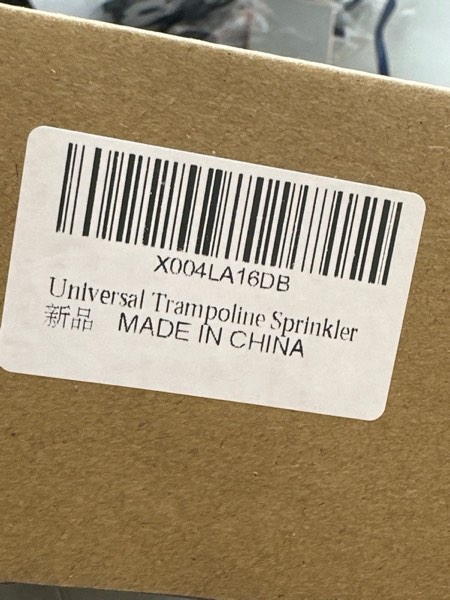 X004LA16DB
Universal Trampoline Sprinkler
新品 MADE IN CHINA